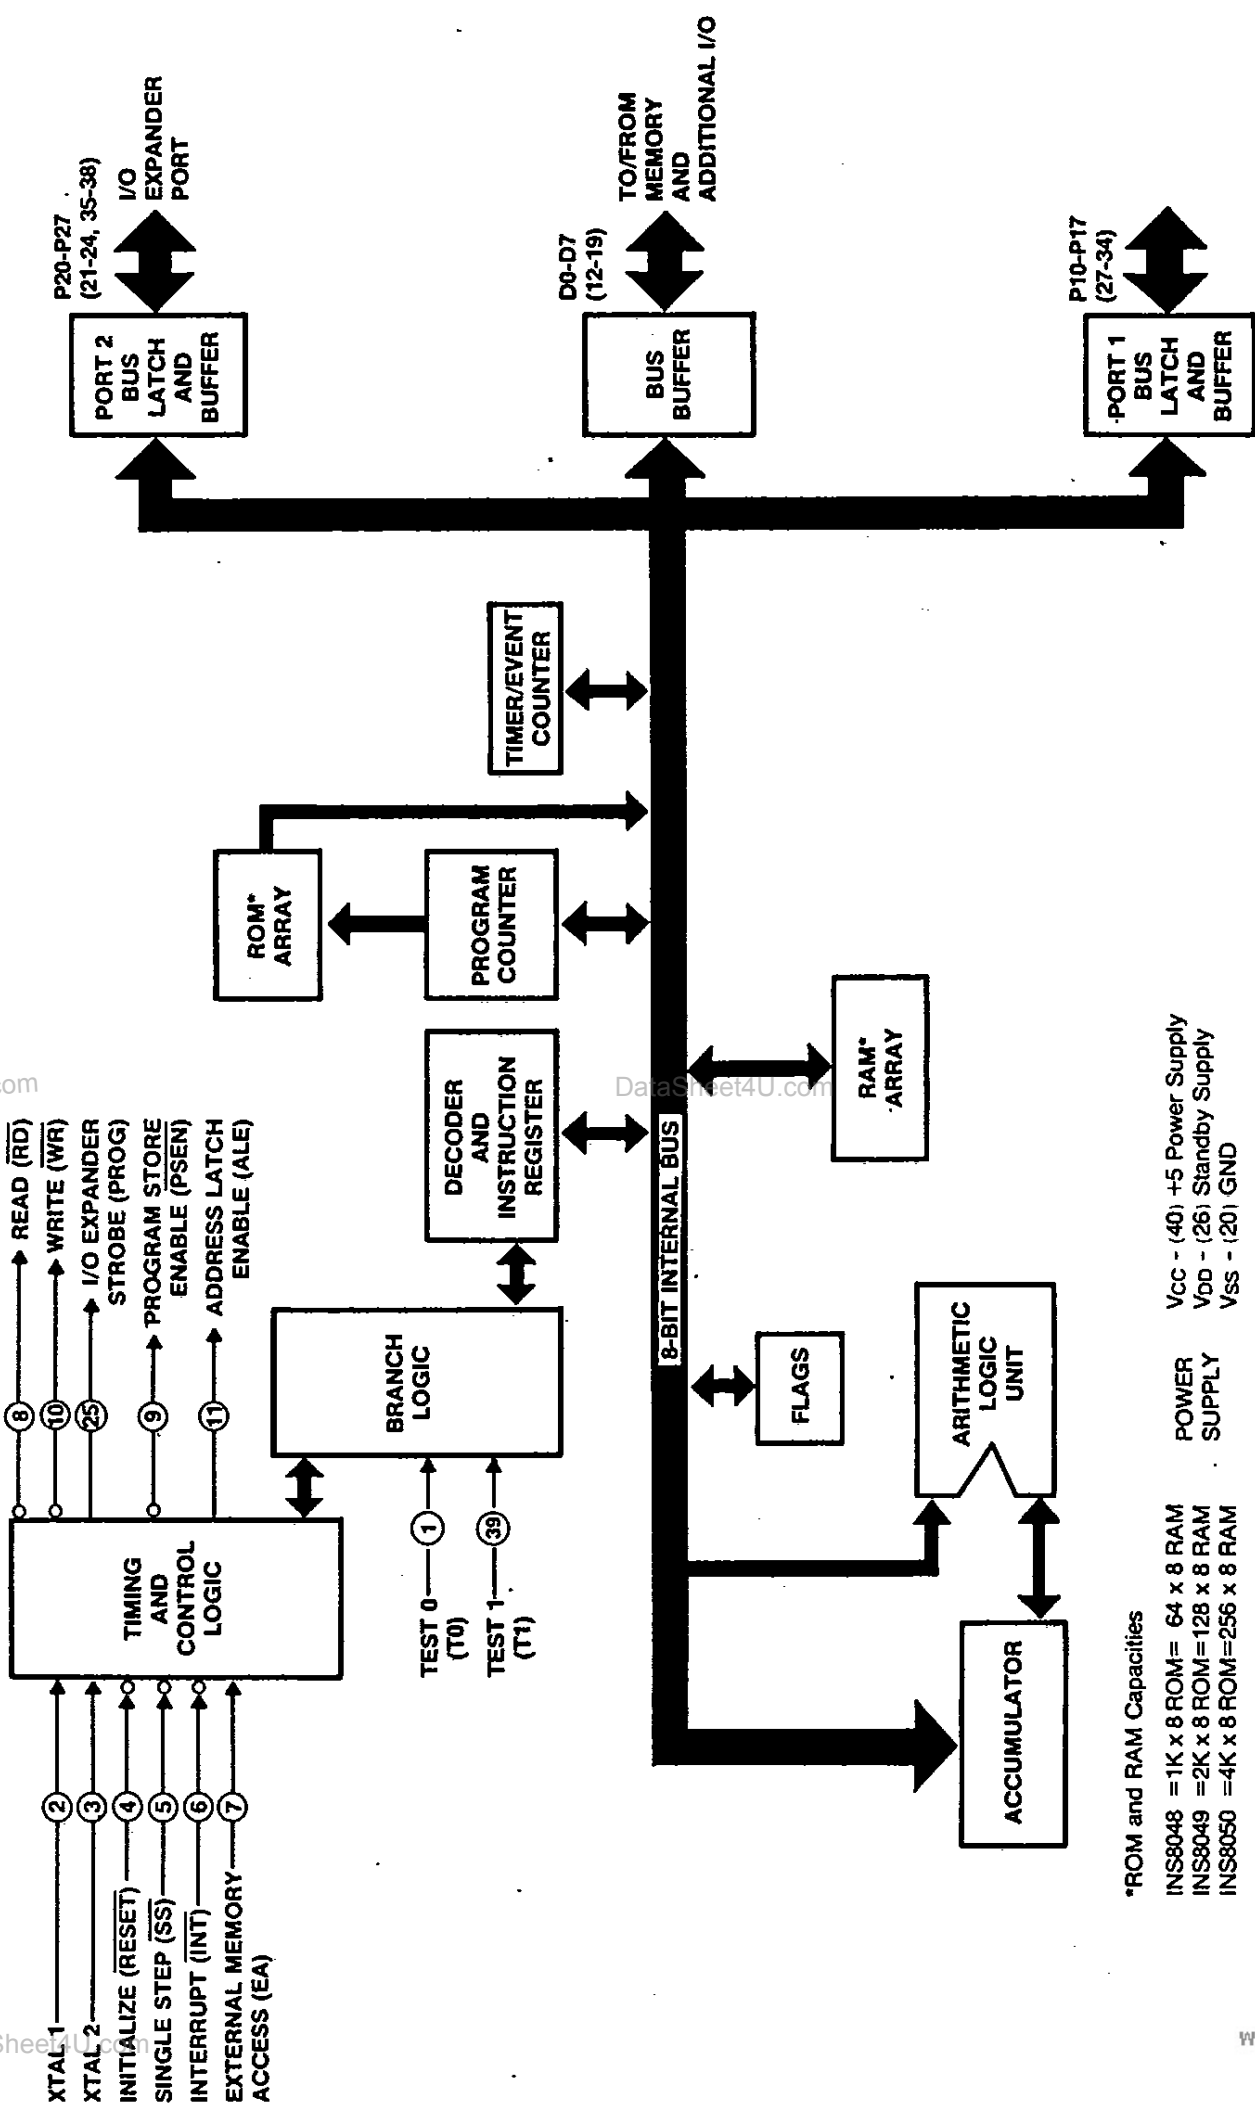 XTAL 1
2
XTAL 2
3
INITIALIZE (RESET)
4
SINGLE STEP (SS)
5
INTERRUPT (INT)
6
EXTERNAL MEMORY
ACCESS (EA)
7
TIMING
AND
CONTROL
LOGIC
8
READ (RD)
10
WRITE (WR)
25
I/O EXPANDER
STROBE (PROG)
9
PROGRAM STORE
ENABLE (PSEN)
11
ADDRESS LATCH
ENABLE (ALE)
TEST 0
(T0)
1
TEST 1
(T1)
39
BRANCH
LOGIC
DECODER
AND
INSTRUCTION
REGISTER
ROM*
ARRAY
PROGRAM
COUNTER
TIMER/EVENT
COUNTER
PORT 2
BUS
LATCH
AND
BUFFER
P20-P27
(21-24, 35-38)
I/O
EXPANDER
PORT
8-BIT INTERNAL BUS
BUS
BUFFER
D0-D7
(12-19)
TO/FROM
MEMORY
AND
ADDITIONAL I/O
FLAGS
RAM*
ARRAY
ACCUMULATOR
ARITHMETIC
LOGIC
UNIT
PORT 1
BUS
LATCH
AND
BUFFER
P10-P17
(27-34)
*ROM and RAM Capacities
INS8048 =1K x 8 ROM= 64 x 8 RAM
INS8049 =2K x 8 ROM=128 x 8 RAM
INS8050 =4K x 8 ROM=256 x 8 RAM
POWER
SUPPLY
VCC - (40) +5 Power Supply
VDD - (26) Standby Supply
VSS - (20) GND
DataSheet4U.com
Sheet4U.com
.com
w